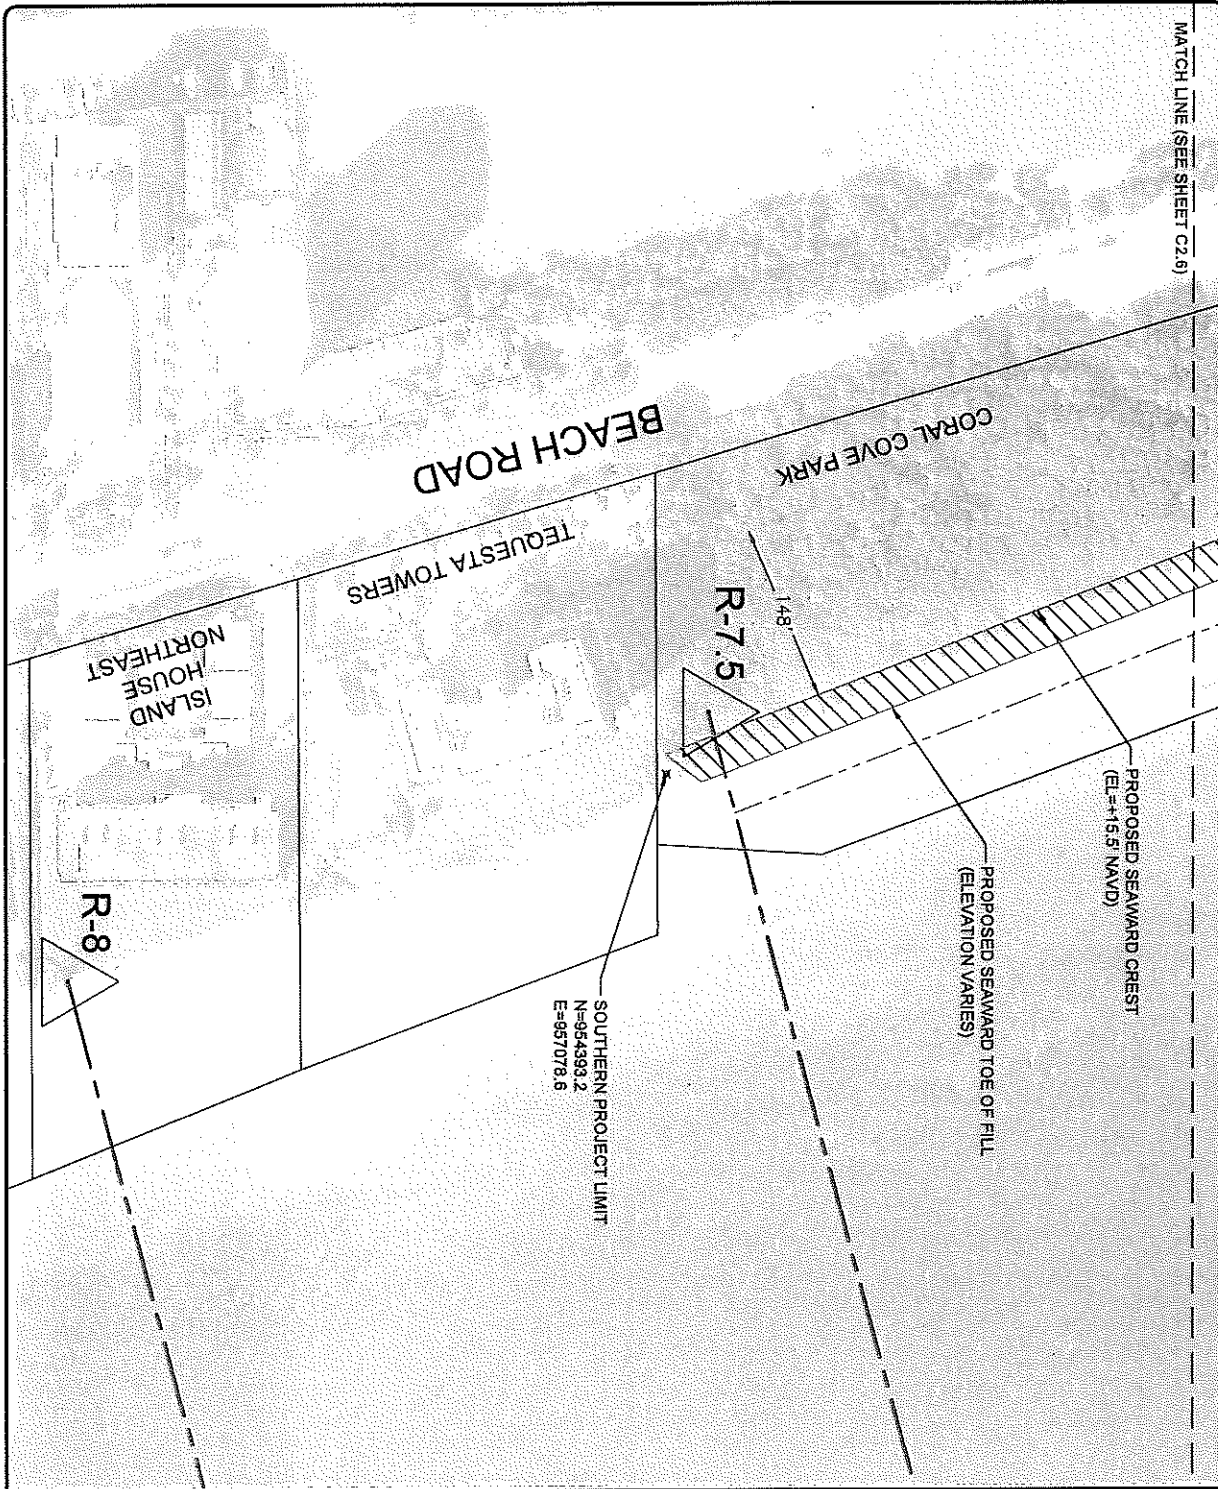 MATCH LINE (SEE SHEET C2.6)
CORAL COVE PARK
BEACH ROAD
148'
R-7.5
TEQUESTA TOWERS
ISLAND
HOUSE
NORTHEAST
R-8
PROPOSED SEAWARD CREST
(EL=+15.5' NAVD)
PROPOSED SEAWARD TOE OF FILL
(ELEVATION VARIES)
SOUTHERN PROJECT LIMIT
N=954393.2
E=957078.6